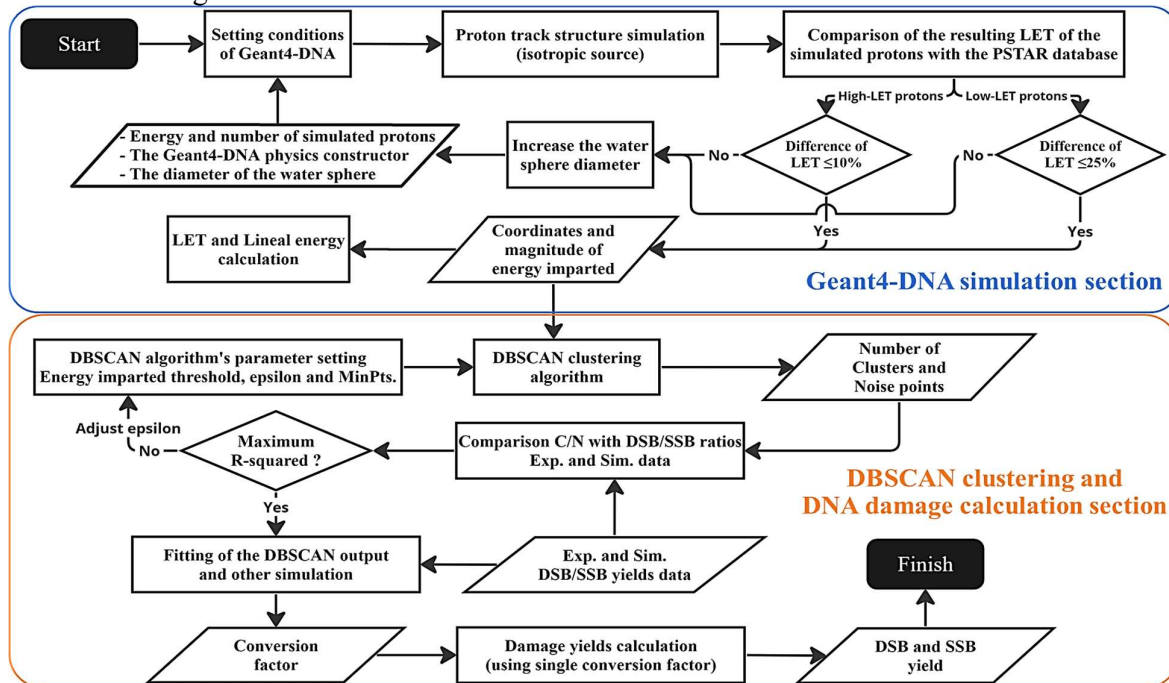 Start
Setting conditions
of Geant4-DNA
Proton track structure simulation
(isotropic source)
Comparison of the resulting LET of the
simulated protons with the PSTAR database
High-LET protons
Low-LET protons
- Energy and number of simulated protons
- The Geant4-DNA physics constructor
- The diameter of the water sphere
Increase the water
sphere diameter
No
Difference of
LET ≤10%
No
Difference of
LET ≤25%
Yes
Yes
LET and Lineal energy
calculation
Coordinates and
magnitude of
energy imparted
Geant4-DNA simulation section
DBSCAN algorithm's parameter setting
Energy imparted threshold, epsilon and MinPts.
DBSCAN clustering
algorithm
Number of
Clusters and
Noise points
Adjust epsilon
No
Maximum
R-squared ?
Comparison C/N with DSB/SSB ratios
Exp. and Sim. data
DBSCAN clustering and
DNA damage calculation section
Yes
Fitting of the DBSCAN output
and other simulation
Exp. and Sim.
DSB/SSB yields data
Finish
Conversion
factor
Damage yields calculation
(using single conversion factor)
DSB and SSB
yield